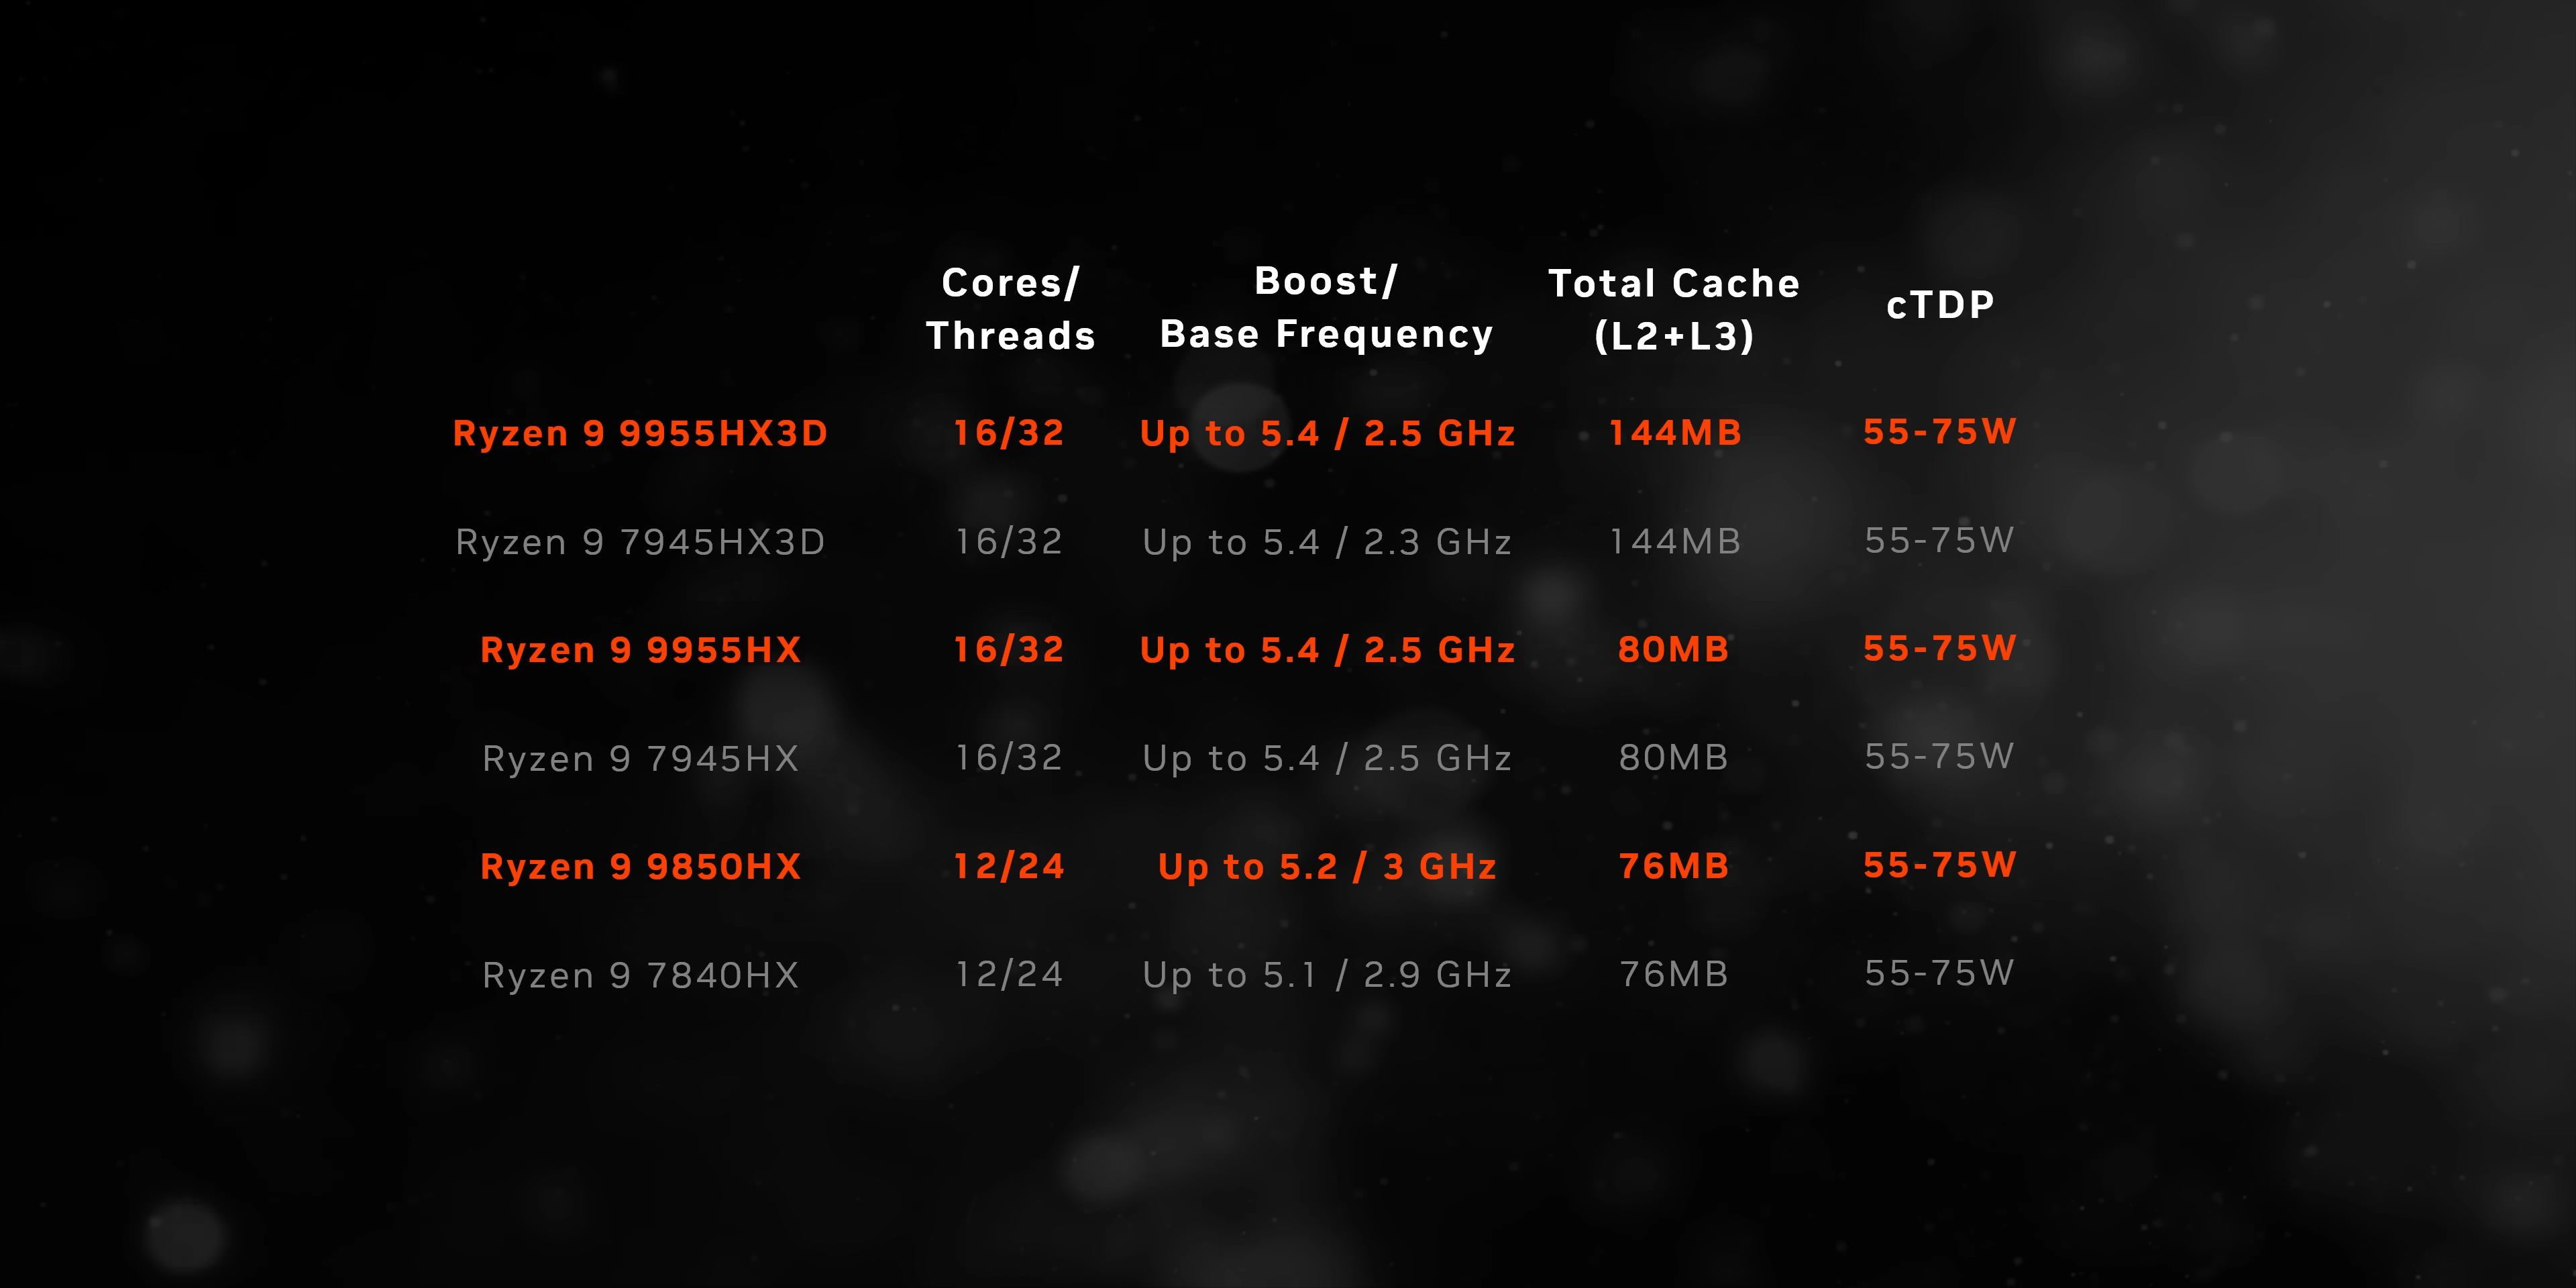 Cores/ Boost/ Total Cache cTDP
Threads Base Frequency (L2+L3)
Ryzen 9 9955HX3D 16/32 Up to 5.4 / 2.5 GHz 144MB 55-75W
Ryzen 9 7945HX3D 16/32 Up to 5.4 / 2.3 GHz 144MB 55-75W
Ryzen 9 9955HX 16/32 Up to 5.4 / 2.5 GHz 80MB 55-75W
Ryzen 9 7945HX 16/32 Up to 5.4 / 2.5 GHz 80MB 55-75W
Ryzen 9 9850HX 12/24 Up to 5.2 / 3 GHz 76MB 55-75W
Ryzen 9 7840HX 12/24 Up to 5.1 / 2.9 GHz 76MB 55-75W